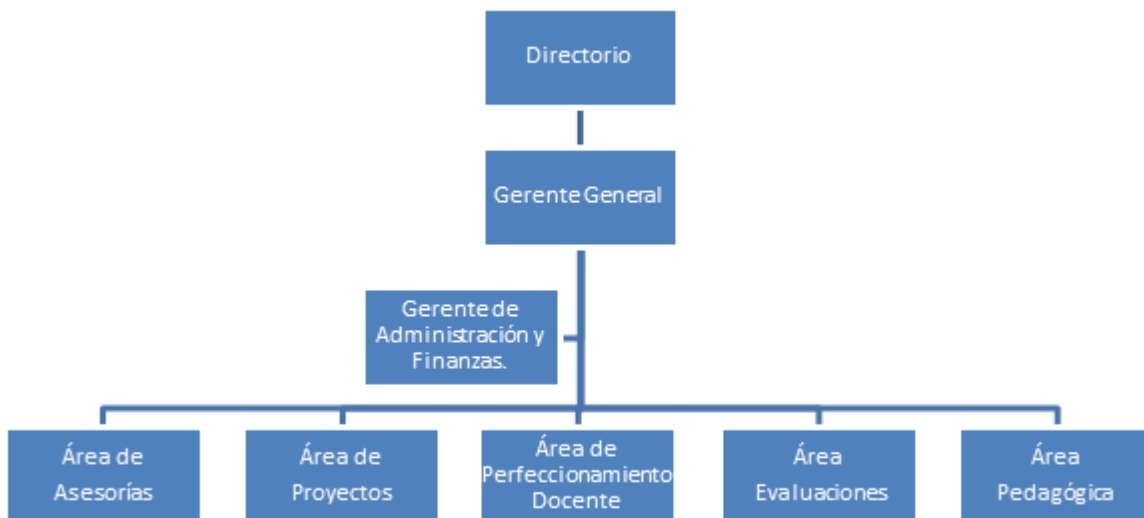 Directorio
Gerente General
Gerente de
Administración y
Finanzas.
Área de
Asesorías
Área de
Proyectos
Área de
Perfeccionamiento
Docente
Área
Evaluaciones
Área
Pedagógica